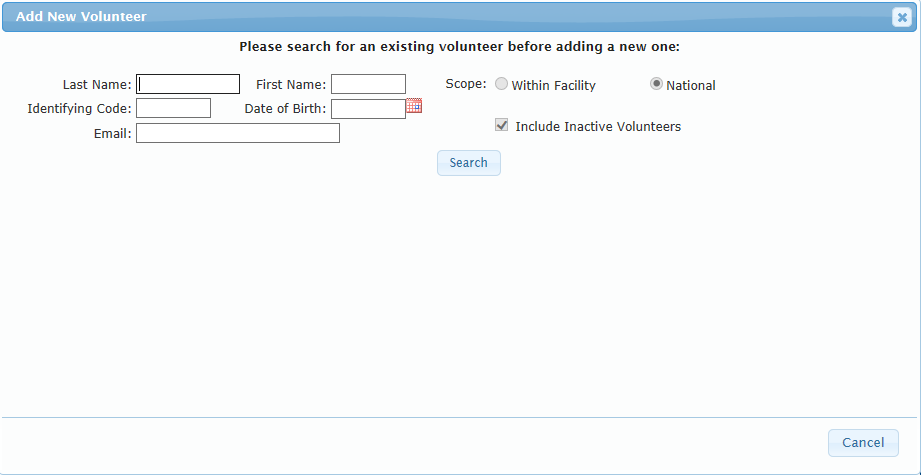 Add New Volunteer
Please search for an existing volunteer before adding a new one:
Last Name: First Name: Scope: Within Facility National
Identifying Code: Date of Birth:
Email: Include Inactive Volunteers
Search
Cancel